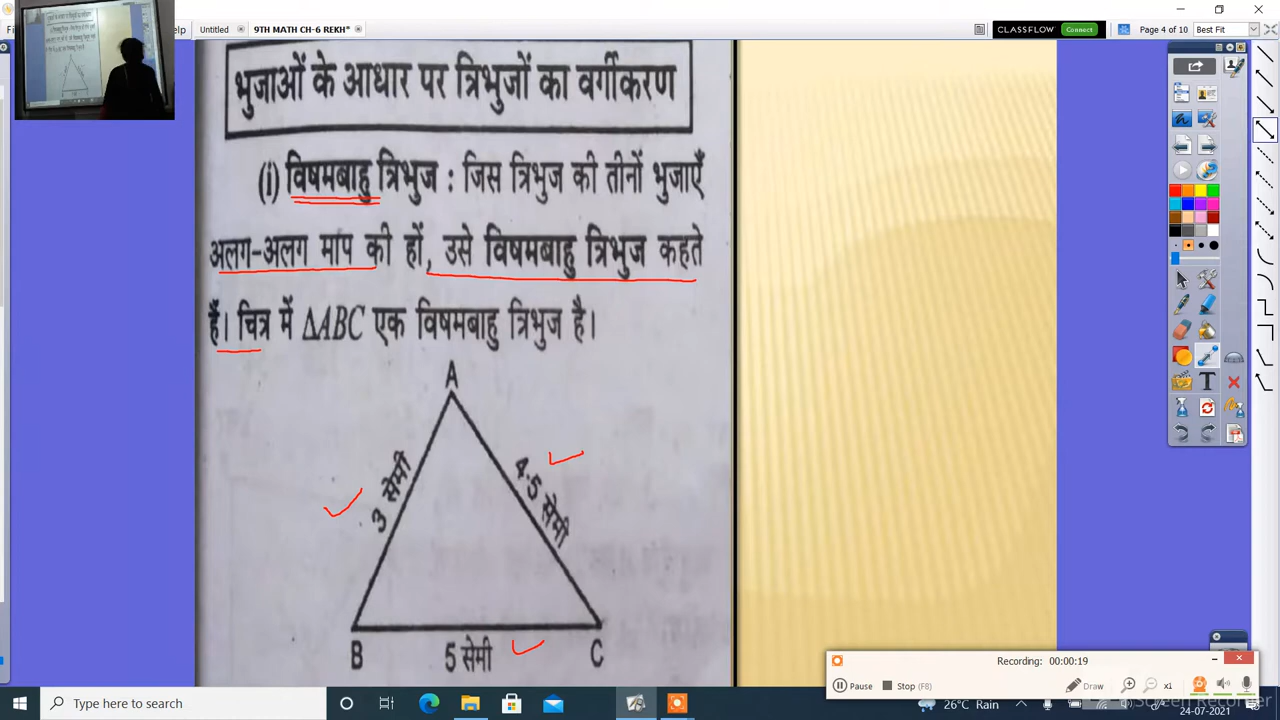 Untitled
9TH MATH CH-6 REKH*
CLASSFLOW
Connect
Page 4 of 10
Best Fit
भुजाओं के आधार पर त्रिभुजों का वर्गीकरण
(i) विषमबाहु त्रिभुज : जिस त्रिभुज की तीनों भुजाएँ
अलग-अलग माप की हों, उसे विषमबाहु त्रिभुज कहते
हैं। चित्र में ΔABC एक विषमबाहु त्रिभुज है।
A
3 सेमी
4·5 सेमी
B
5 सेमी
C
Recording: 00:00:19
Pause
Stop (F8)
Draw
x1
Type here to search
26°C Rain
24-07-2021